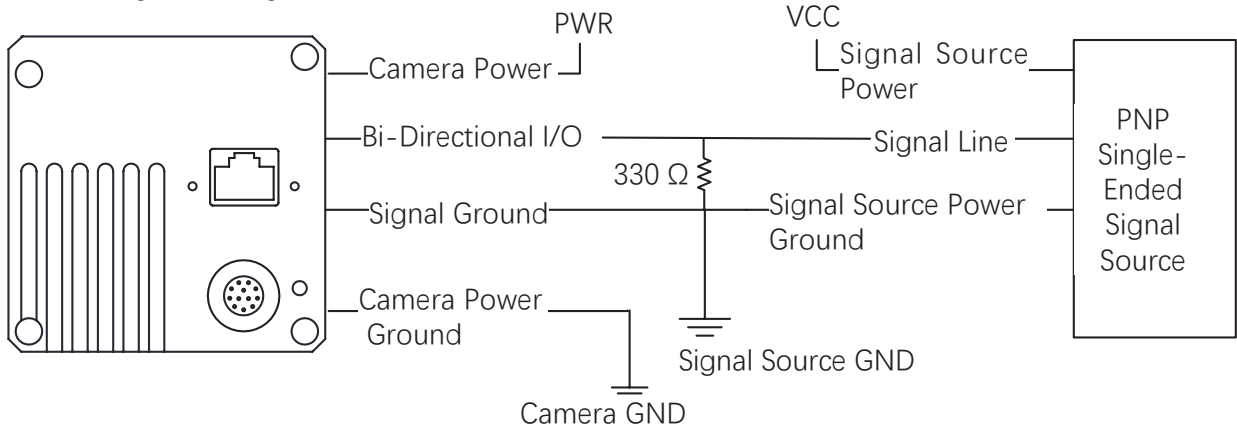 PWR
VCC
Camera Power
Signal Source
Power
Bi-Directional I/O
Signal Line
PNP
Single-
Ended
Signal
Source
330 Ω
Signal Ground
Signal Source Power
Ground
Camera Power
Ground
Signal Source GND
Camera GND